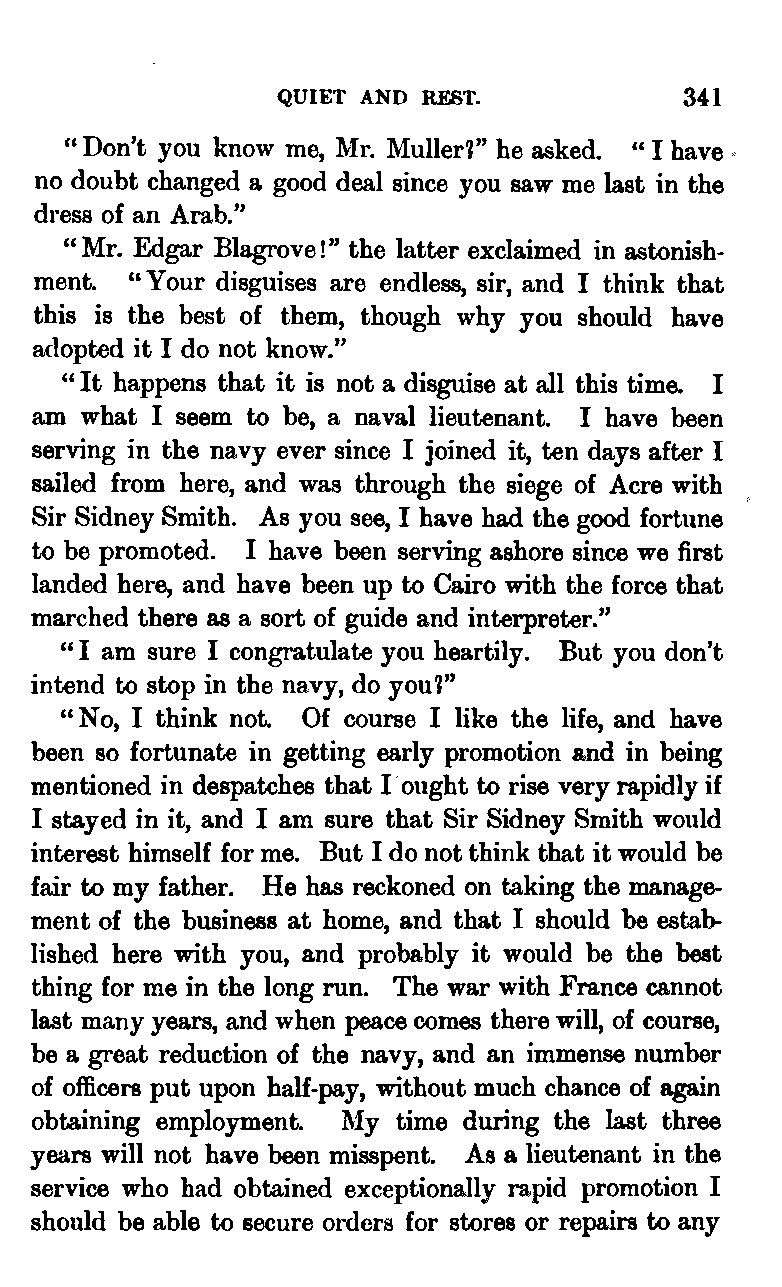 QUIET AND REST. 341
“Don’t you know me, Mr. Muller?” he asked. “I have
no doubt changed a good deal since you saw me last in the
dress of an Arab.”
“Mr. Edgar Blagrove!” the latter exclaimed in astonish-
ment. “Your disguises are endless, sir, and I think that
this is the best of them, though why you should have
adopted it I do not know.”
“It happens that it is not a disguise at all this time. I
am what I seem to be, a naval lieutenant. I have been
serving in the navy ever since I joined it, ten days after I
sailed from here, and was through the siege of Acre with
Sir Sidney Smith. As you see, I have had the good fortune
to be promoted. I have been serving ashore since we first
landed here, and have been up to Cairo with the force that
marched there as a sort of guide and interpreter.”
“I am sure I congratulate you heartily. But you don’t
intend to stop in the navy, do you?”
“No, I think not. Of course I like the life, and have
been so fortunate in getting early promotion and in being
mentioned in despatches that I ought to rise very rapidly if
I stayed in it, and I am sure that Sir Sidney Smith would
interest himself for me. But I do not think that it would be
fair to my father. He has reckoned on taking the manage-
ment of the business at home, and that I should be estab-
lished here with you, and probably it would be the best
thing for me in the long run. The war with France cannot
last many years, and when peace comes there will, of course,
be a great reduction of the navy, and an immense number
of officers put upon half-pay, without much chance of again
obtaining employment. My time during the last three
years will not have been misspent. As a lieutenant in the
service who had obtained exceptionally rapid promotion I
should be able to secure orders for stores or repairs to any